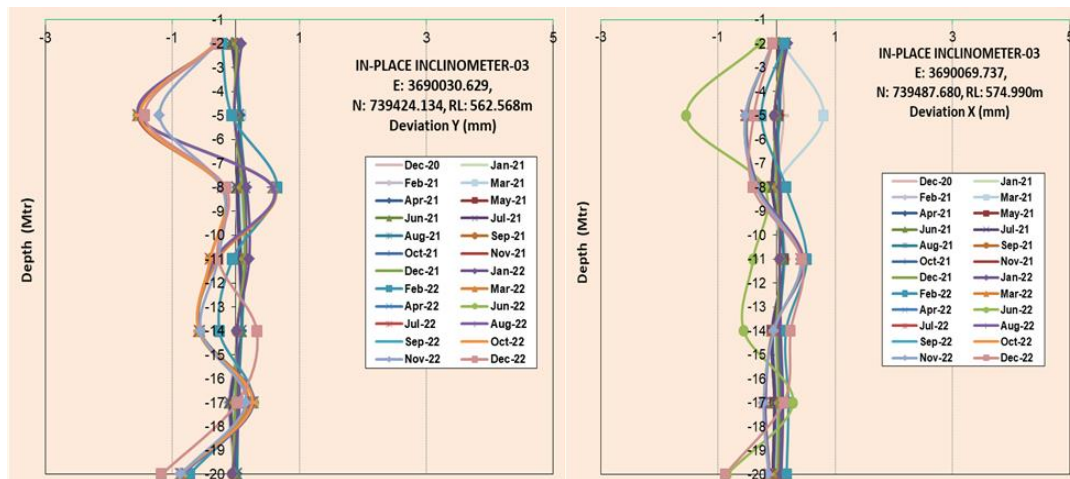 -1
-3 -1 1 3 5
-2
-3
-4
-5
-6
-7
-8
-9
-10
-11
-12
-13
-14
-15
-16
-17
-18
-19
-20
Depth (Mtr)
IN-PLACE INCLINOMETER-03
E: 3690030.629,
N: 739424.134, RL: 562.568m
Deviation Y (mm)
Dec-20 Jan-21
Feb-21 Mar-21
Apr-21 May-21
Jun-21 Jul-21
Aug-21 Sep-21
Oct-21 Nov-21
Dec-21 Jan-22
Feb-22 Mar-22
Apr-22 Jun-22
Jul-22 Aug-22
Sep-22 Oct-22
Nov-22 Dec-22
-1
-3 -1 1 3 5
-2
-3
-4
-5
-6
-7
-8
-9
-10
-11
-12
-13
-14
-15
-16
-17
-18
-19
-20
Depth (Mtr)
IN-PLACE INCLINOMETER-03
E: 3690069.737,
N: 739487.680, RL: 574.990m
Deviation X (mm)
Dec-20 Jan-21
Feb-21 Mar-21
Apr-21 May-21
Jun-21 Jul-21
Aug-21 Sep-21
Oct-21 Nov-21
Dec-21 Jan-22
Feb-22 Mar-22
Apr-22 Jun-22
Jul-22 Aug-22
Sep-22 Oct-22
Nov-22 Dec-22